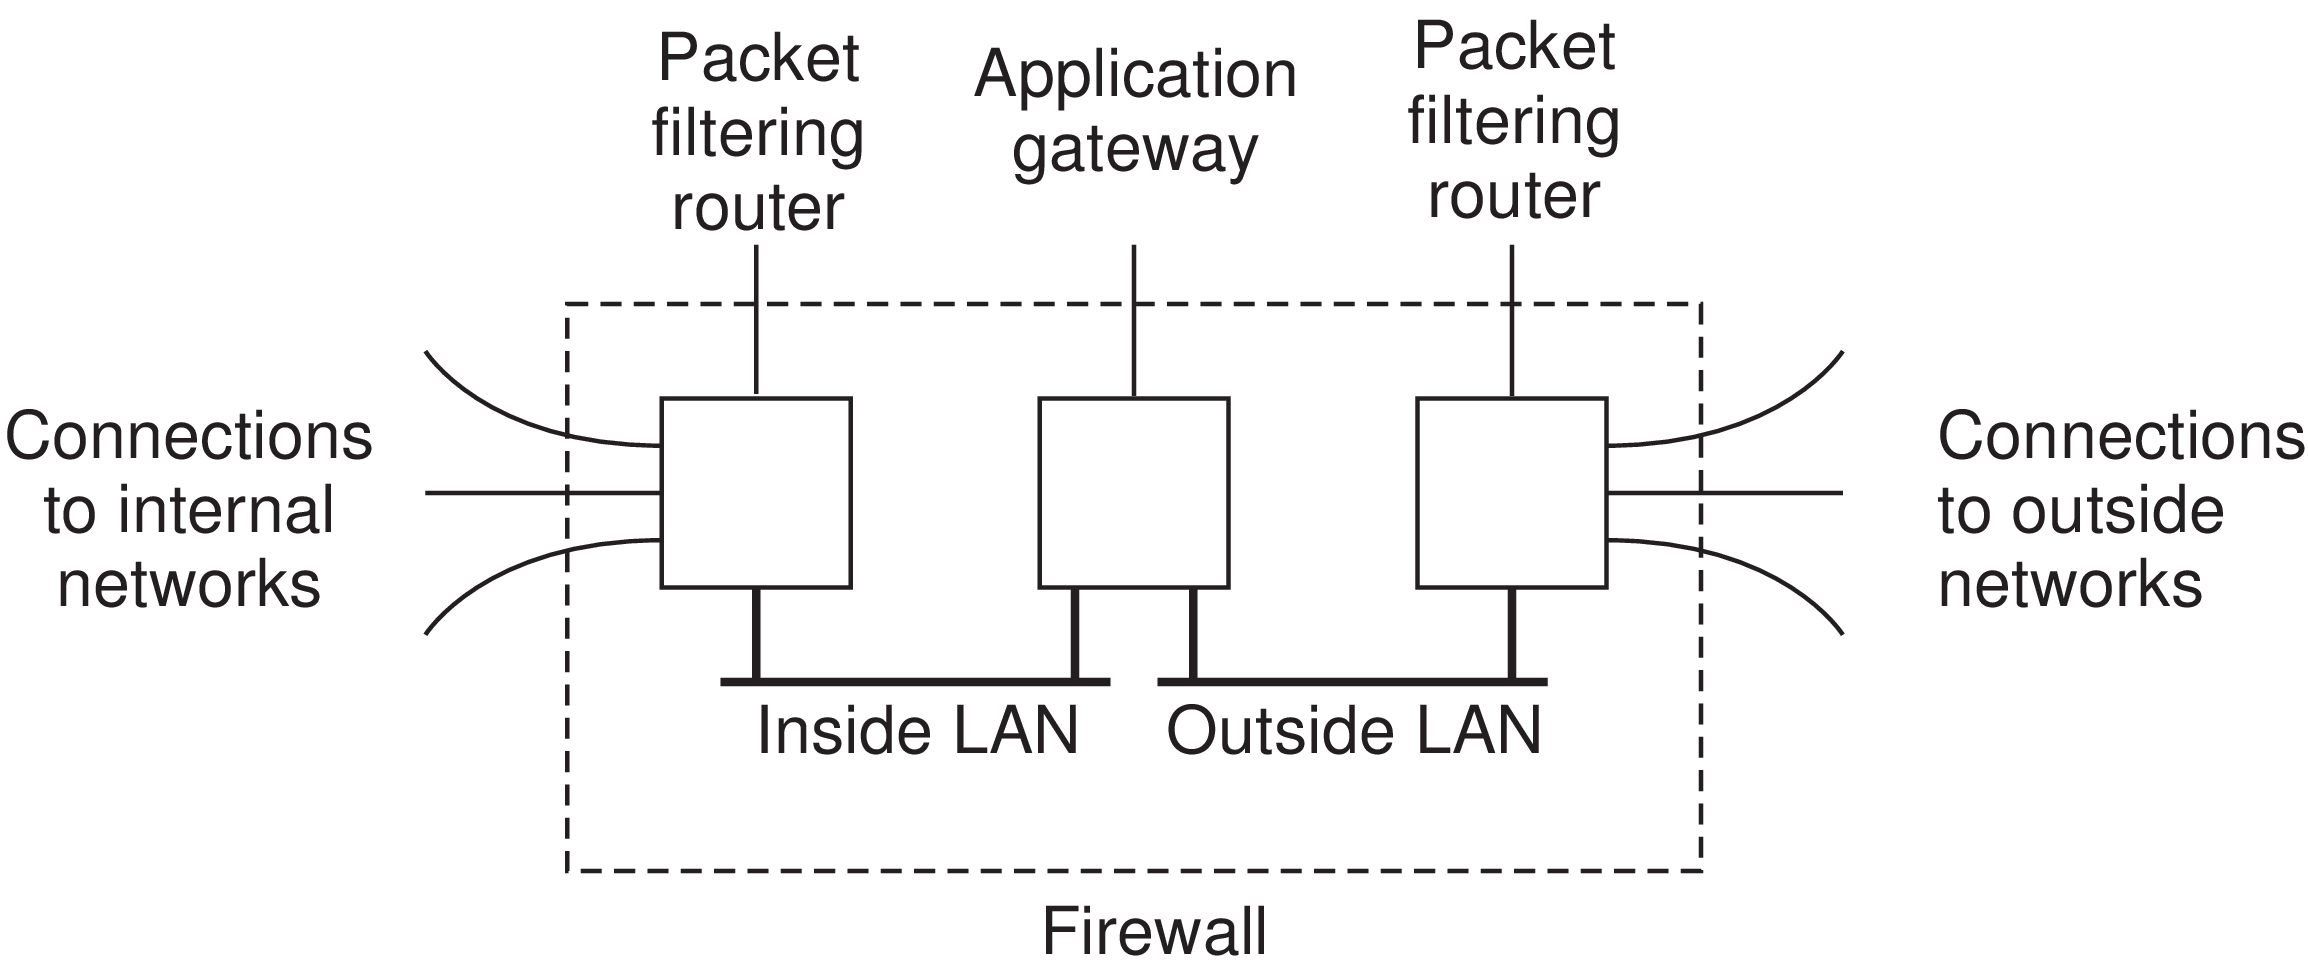 Packet
filtering
router
Application
gateway
Packet
filtering
router
Connections
to internal
networks
Connections
to outside
networks
Inside LAN
Outside LAN
Firewall